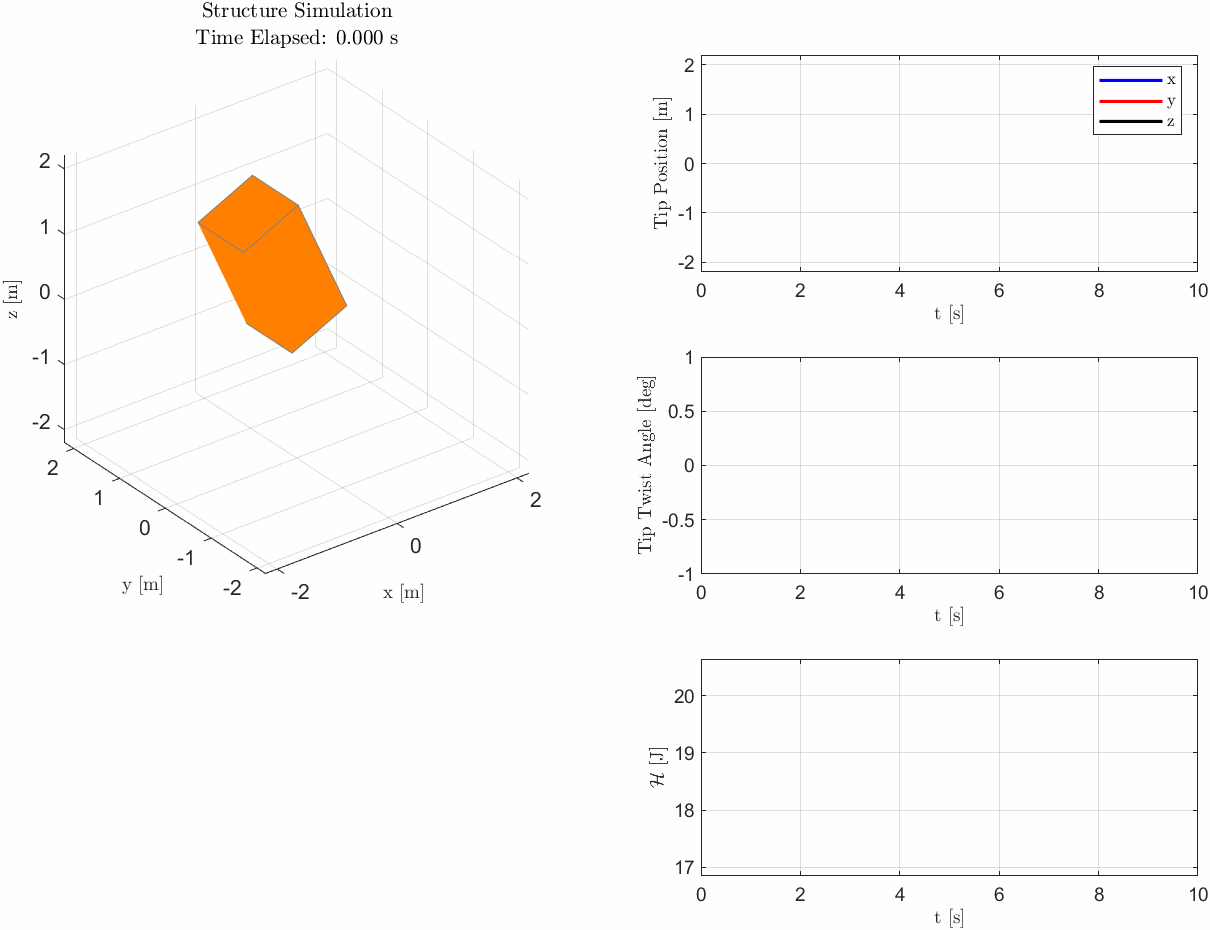 Structure Simulation
Time Elapsed: 0.000 s
2
1
0
-1
-2
z [m]
2
1
0
-1
-2
y [m]
-2
0
2
x [m]
2
1
0
-1
-2
Tip Position [m]
x
y
z
0 2 4 6 8 10
t [s]
1
0.5
0
-0.5
-1
Tip Twist Angle [deg]
0 2 4 6 8 10
t [s]
20
19
18
17
ℋ [J]
0 2 4 6 8 10
t [s]